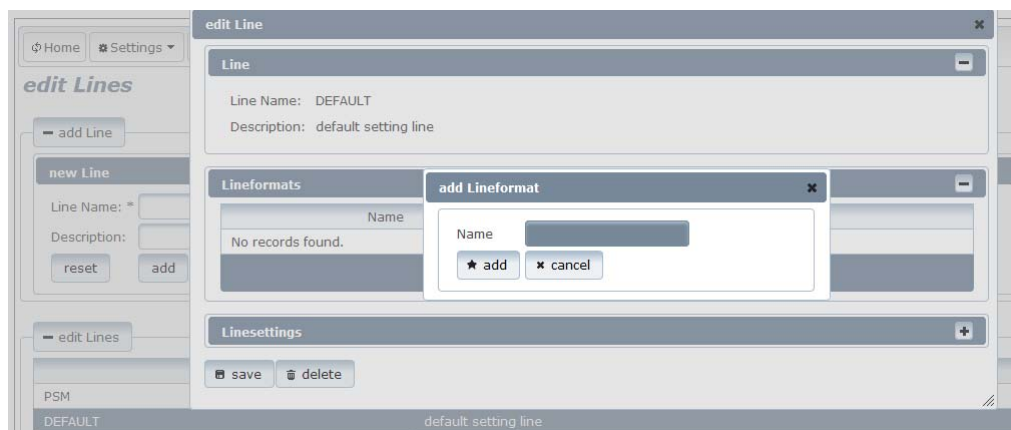 edit Line
Home
Settings
edit Lines
add Line
new Line
Line Name: *
Description:
reset
add
Line
Line Name: DEFAULT
Description: default setting line
Lineformats
Name
No records found.
add Lineformat
Name
add
cancel
Linesettings
save
delete
edit Lines
PSM
DEFAULT
default setting line